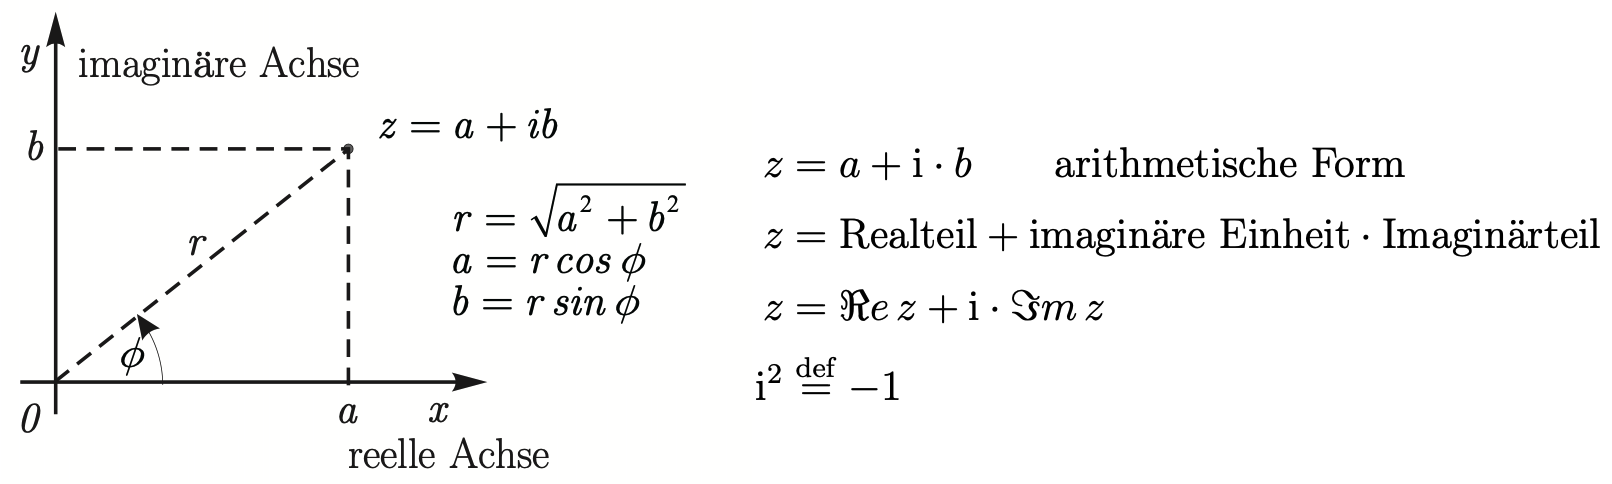 y
imaginäre Achse
z = a + ib
b
r = √(a² + b²)
r
a = r cos ϕ
b = r sin ϕ
ϕ
0
a
x
reelle Achse
z = a + i · b arithmetische Form
z = Realteil + imaginäre Einheit · Imaginärteil
z = ℜe z + i · ℑm z
i² ≝ −1